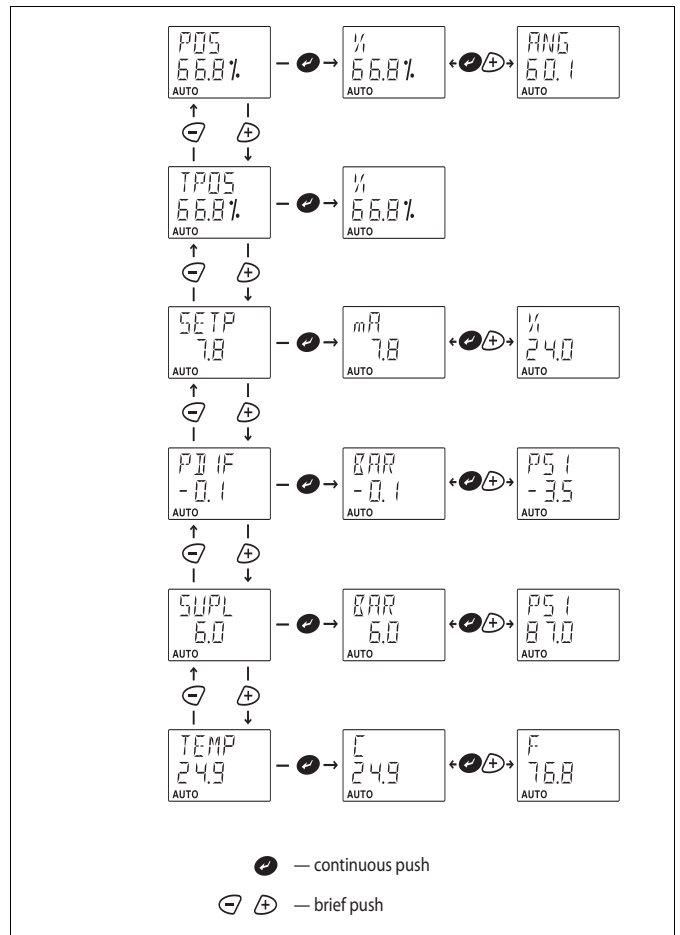 POS
66.8%
AUTO
%
66.8%
AUTO
ANG
60.1
AUTO
TPOS
66.8%
AUTO
%
66.8%
AUTO
SETP
7.8
AUTO
mA
7.8
AUTO
%
24.0
AUTO
PDIF
-0.1
AUTO
BAR
-0.1
AUTO
PSI
-3.5
AUTO
SUPL
6.0
AUTO
BAR
6.0
AUTO
PSI
87.0
AUTO
TEMP
24.9
AUTO
C
24.9
AUTO
F
76.8
AUTO
— continuous push
— brief push